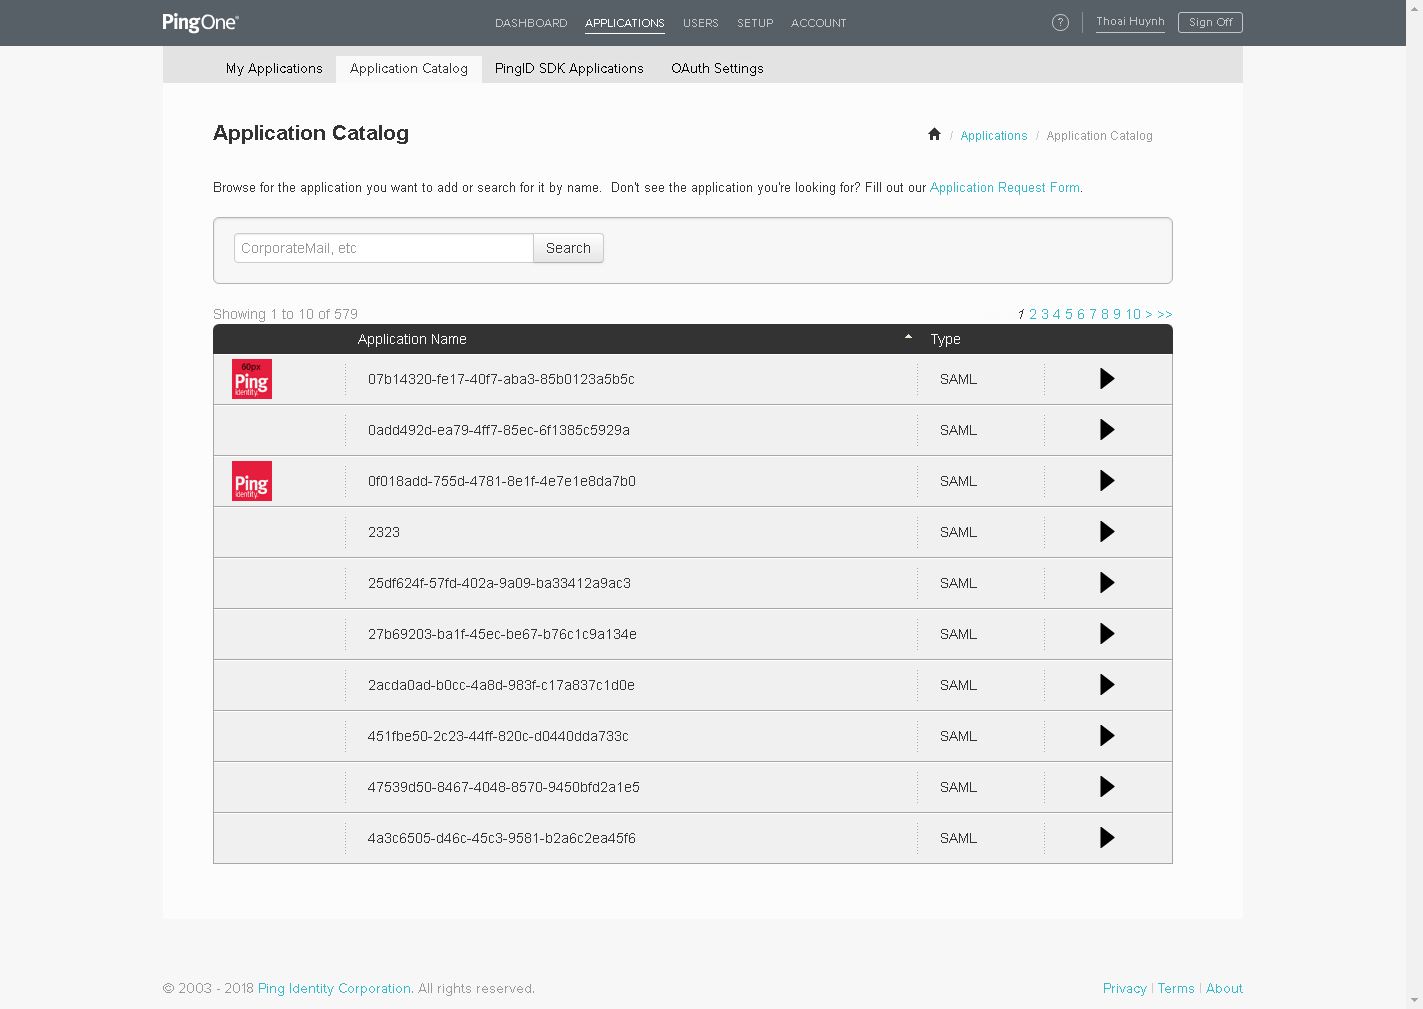 PingOne®
DASHBOARD APPLICATIONS USERS SETUP ACCOUNT
? Thoai Huynh Sign Off
My Applications Application Catalog PingID SDK Applications OAuth Settings
Application Catalog
/ Applications / Application Catalog
Browse for the application you want to add or search for it by name. Don't see the application you're looking for? Fill out our Application Request Form.
CorporateMail, etc Search
Showing 1 to 10 of 579
1 2 3 4 5 6 7 8 9 10 > >>
Application Name Type
60px
Ping
Identity.
07b14320-fe17-40f7-aba3-85b0123a5b5c SAML
0add492d-ea79-4ff7-85ec-6f1385c5929a SAML
Ping
Identity.
0f018add-755d-4781-8e1f-4e7e1e8da7b0 SAML
2323 SAML
25df624f-57fd-402a-9a09-ba33412a9ac3 SAML
27b69203-ba1f-45ec-be67-b76c1c9a134e SAML
2acda0ad-b0cc-4a8d-983f-c17a837c1d0e SAML
451fbe50-2c23-44ff-820c-d0440dda733c SAML
47539d50-8467-4048-8570-9450bfd2a1e5 SAML
4a3c6505-d46c-45c3-9581-b2a6c2ea45f6 SAML
© 2003 - 2018 Ping Identity Corporation. All rights reserved.
Privacy | Terms | About